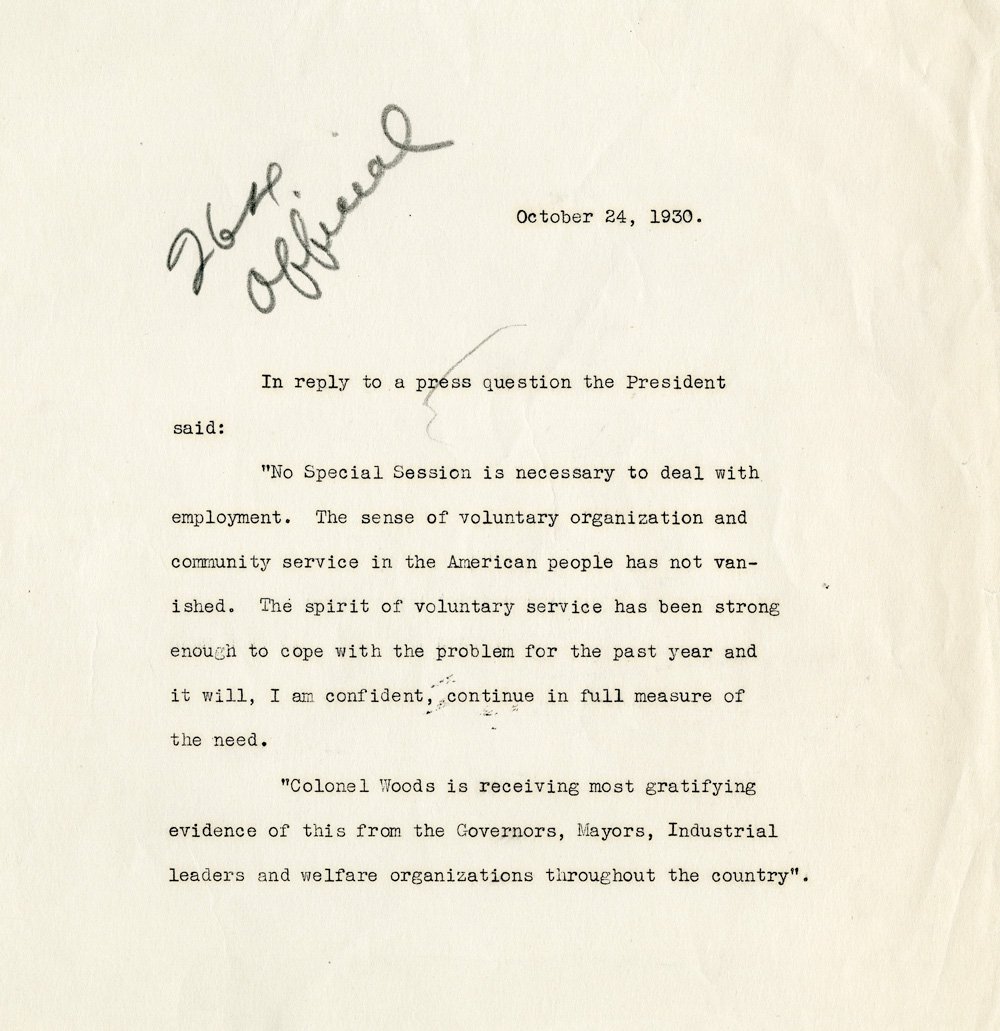 264.
Official
October 24, 1930.
In reply to a press question the President
said:
"No Special Session is necessary to deal with
employment. The sense of voluntary organization and
community service in the American people has not van-
ished. The spirit of voluntary service has been strong
enough to cope with the problem for the past year and
it will, I am confident, continue in full measure of
the need.
"Colonel Woods is receiving most gratifying
evidence of this from the Governors, Mayors, Industrial
leaders and welfare organizations throughout the country".